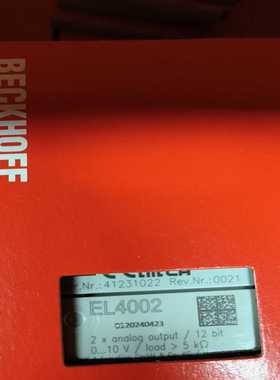 BECKHOFF
r.Nr.:41231022 Rev.Nr.:0021
EL4002
0120240423
2 x analog output / 12 bit
0...10 V / load > 5 kΩ